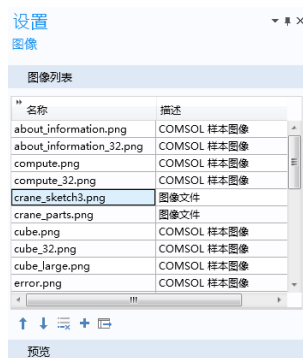 设置
图像
图像列表
名称 描述
about_information.png COMSOL 样本图像
about_information_32.png COMSOL 样本图像
compute.png COMSOL 样本图像
compute_32.png COMSOL 样本图像
crane_sketch3.png 图像文件
crane_parts.png 图像文件
cube.png COMSOL 样本图像
cube_32.png COMSOL 样本图像
cube_large.png COMSOL 样本图像
error.png COMSOL 样本图像
预览